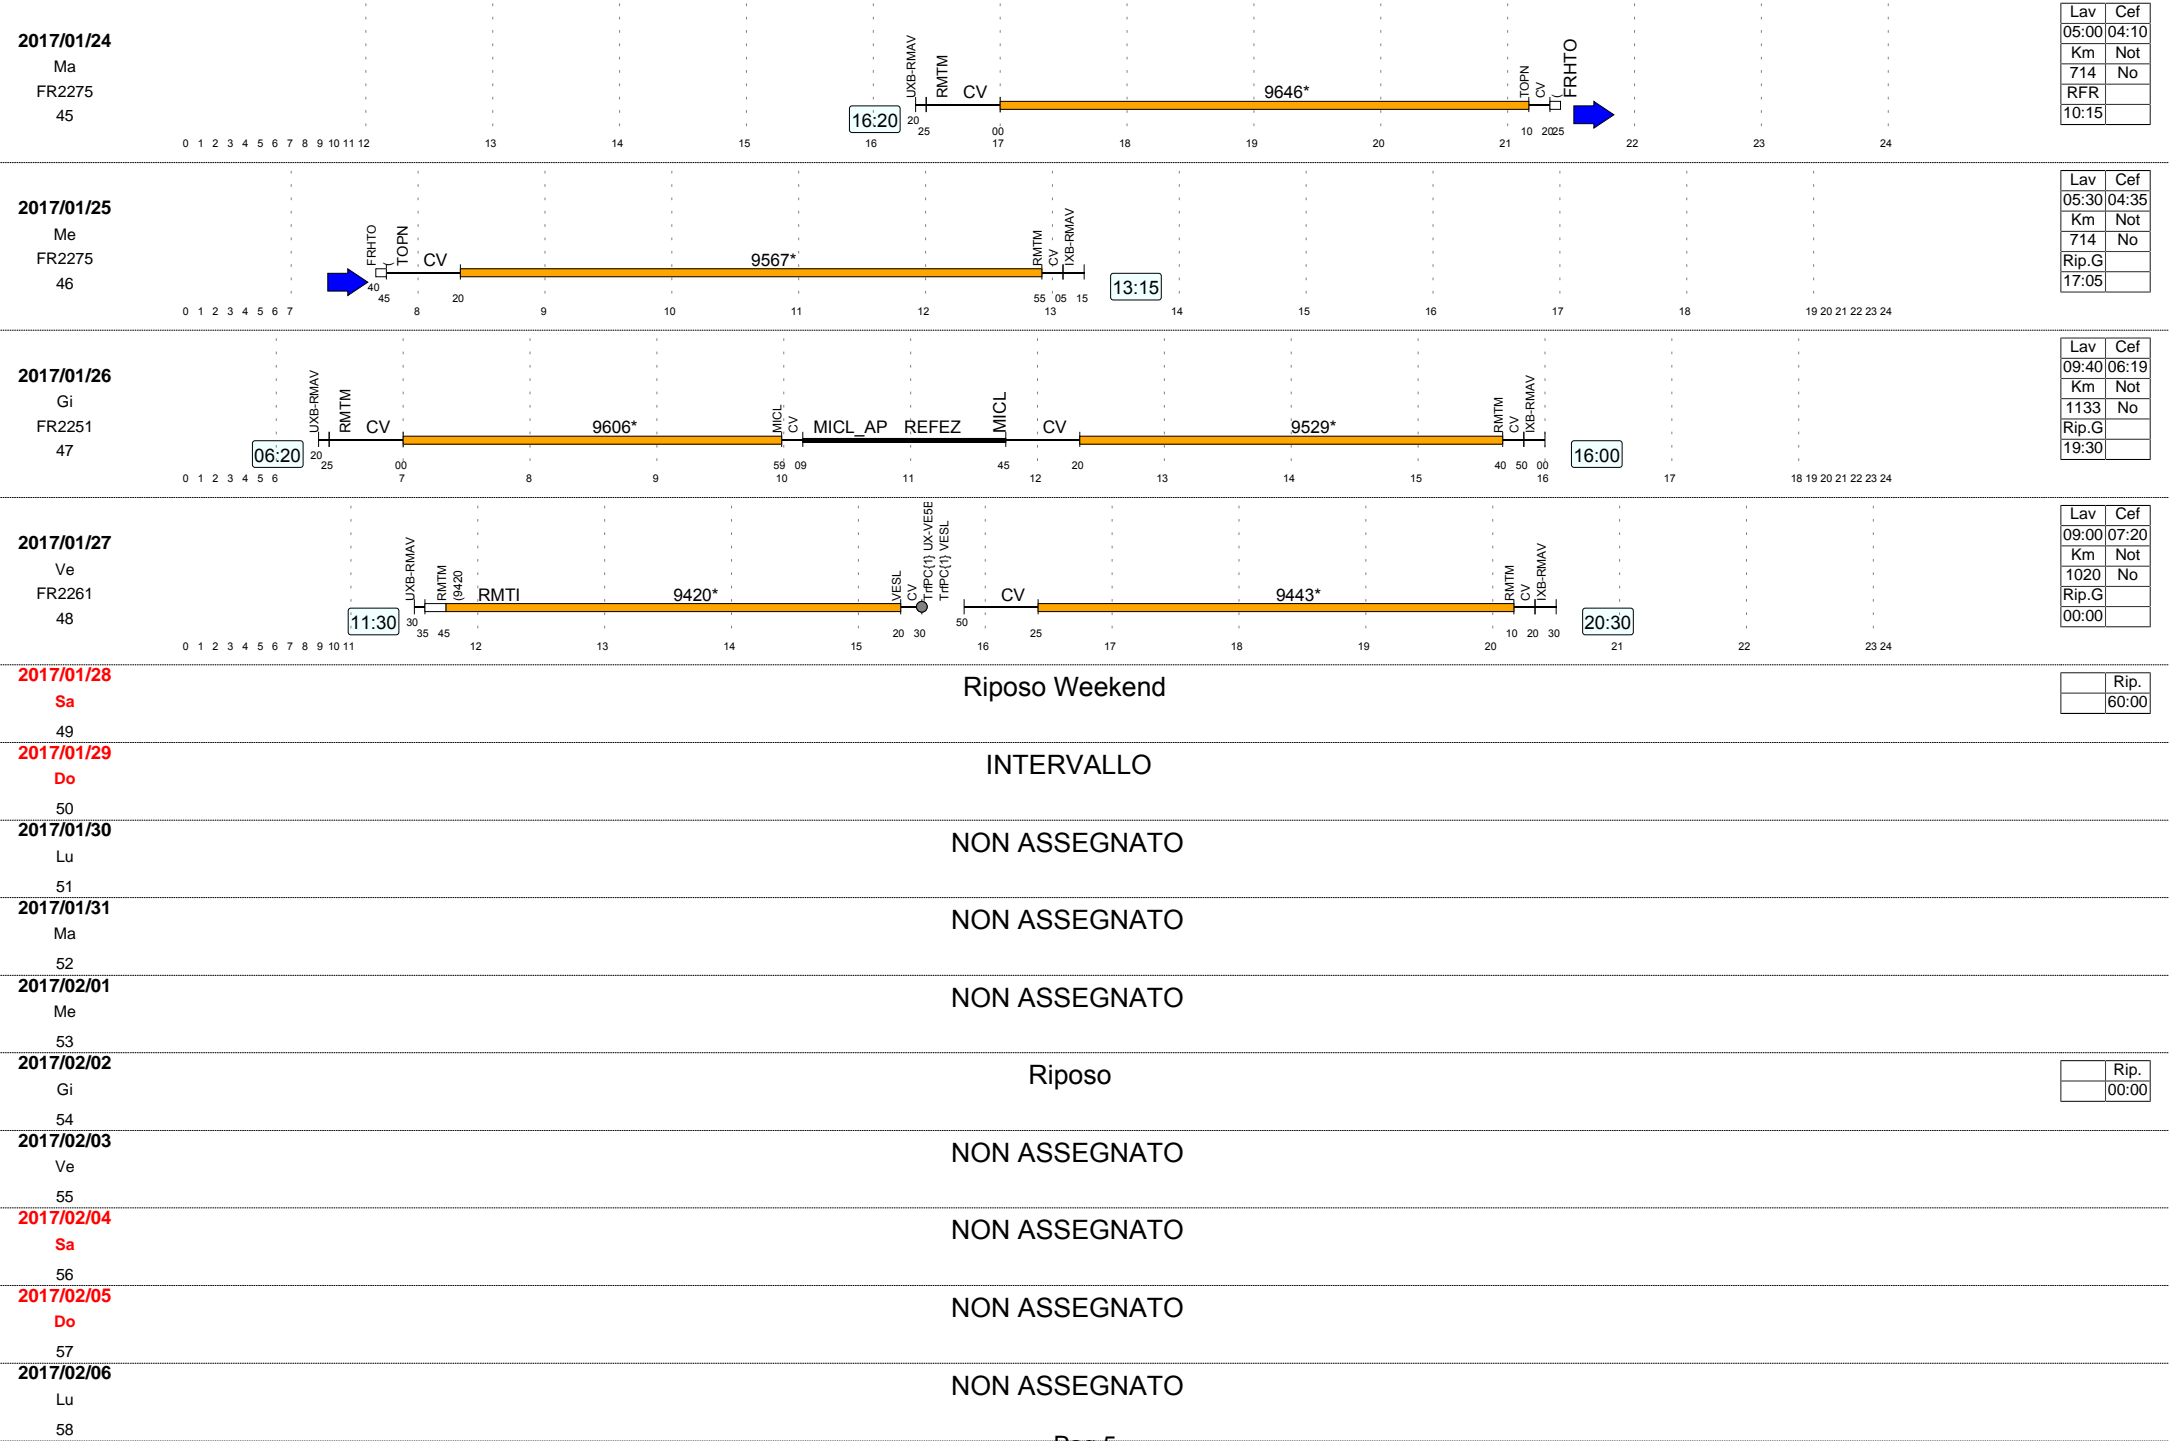 2017/01/24
Ma
FR2275
45
16:20
UXB-RMAV RMTM CV 9646* TOPN CV ( FRHTO
20 25 00 10 20 25
0 1 2 3 4 5 6 7 8 9 10 11 12 13 14 15 16 17 18 19 20 21 22 23 24
Lav Cef
05:00 04:10
Km Not
714 No
RFR
10:15
2017/01/25
Me
FR2275
46
FRHTO ( TOPN CV 9567* RMTM CV IXB-RMAV
40 45 20 55 05 15
13:15
0 1 2 3 4 5 6 7 8 9 10 11 12 13 14 15 16 17 18 19 20 21 22 23 24
Lav Cef
05:30 04:35
Km Not
714 No
Rip.G
17:05
2017/01/26
Gi
FR2251
47
06:20
UXB-RMAV RMTM CV 9606* MICL CV MICL_AP REFEZ MICL CV 9529* RMTM CV IXB-RMAV
20 25 00 59 09 45 20 40 50 00
16:00
0 1 2 3 4 5 6 7 8 9 10 11 12 13 14 15 16 17 18 19 20 21 22 23 24
Lav Cef
09:40 06:19
Km Not
1133 No
Rip.G
19:30
2017/01/27
Ve
FR2261
48
11:30
UXB-RMAV RMTM (9420 RMTI 9420* VESL CV TrfPC{1} UX-VE5E TrfPC{1} VESL CV 9443* RMTM CV IXB-RMAV
30 35 45 20 30 50 25 10 20 30
20:30
0 1 2 3 4 5 6 7 8 9 10 11 12 13 14 15 16 17 18 19 20 21 22 23 24
Lav Cef
09:00 07:20
Km Not
1020 No
Rip.G
00:00
2017/01/28
Sa
49
Riposo Weekend
Rip.
60:00
2017/01/29
Do
50
INTERVALLO
2017/01/30
Lu
51
NON ASSEGNATO
2017/01/31
Ma
52
NON ASSEGNATO
2017/02/01
Me
53
NON ASSEGNATO
2017/02/02
Gi
54
Riposo
Rip.
00:00
2017/02/03
Ve
55
NON ASSEGNATO
2017/02/04
Sa
56
NON ASSEGNATO
2017/02/05
Do
57
NON ASSEGNATO
2017/02/06
Lu
58
NON ASSEGNATO